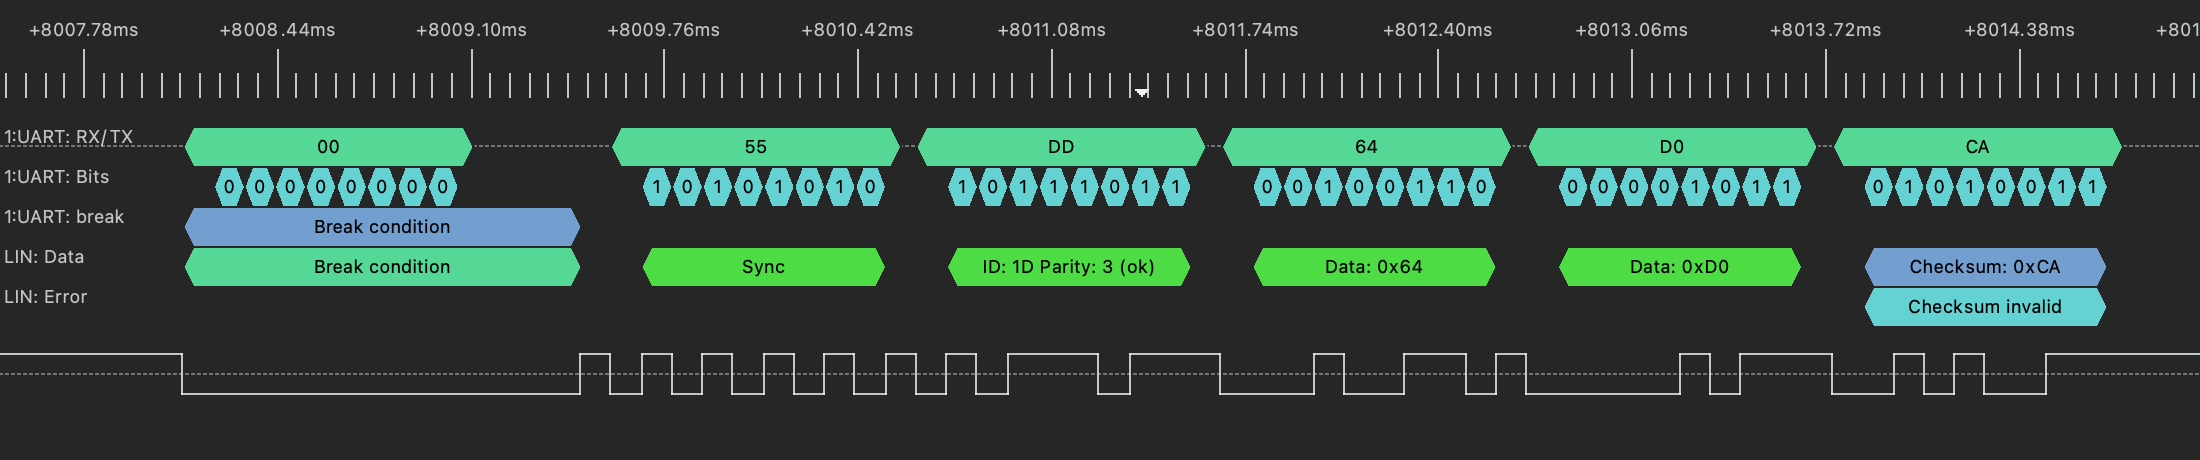 +8007.78ms +8008.44ms +8009.10ms +8009.76ms +8010.42ms +8011.08ms +8011.74ms +8012.40ms +8013.06ms +8013.72ms +8014.38ms +801
1:UART: RX/TX 00 55 DD 64 D0 CA
1:UART: Bits 0 0 0 0 0 0 0 0 1 0 1 0 1 0 1 0 1 0 1 1 1 0 1 1 0 0 1 0 0 1 1 0 0 0 0 0 1 0 1 1 0 1 0 1 0 0 1 1
1:UART: break Break condition
LIN: Data Break condition Sync ID: 1D Parity: 3 (ok) Data: 0x64 Data: 0xD0 Checksum: 0xCA
LIN: Error Checksum invalid